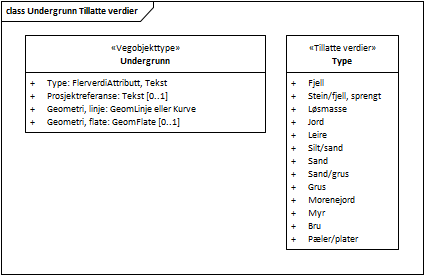 class Undergrunn Tillatte verdier
«Vegobjekttype»
Undergrunn
+ Type: FlerverdiAttributt, Tekst
+ Prosjektreferanse: Tekst [0..1]
+ Geometri, linje: GeomLinje eller Kurve
+ Geometri, flate: GeomFlate [0..1]
«Tillatte verdier»
Type
+ Fjell
+ Stein/fjell, sprengt
+ Løsmasse
+ Jord
+ Leire
+ Silt/sand
+ Sand
+ Sand/grus
+ Grus
+ Morenejord
+ Myr
+ Bru
+ Pæler/plater